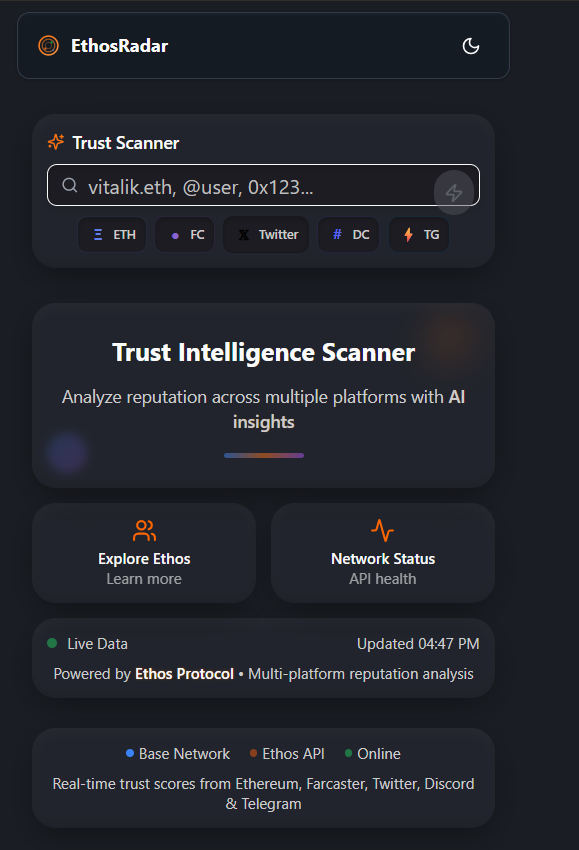 EthosRadar
Trust Scanner
vitalik.eth, @user, 0x123...
Ξ ETH
FC
X Twitter
# DC
TG
Trust Intelligence Scanner
Analyze reputation across multiple platforms with AI
insights
Explore Ethos
Learn more
Network Status
API health
Live Data
Updated 04:47 PM
Powered by Ethos Protocol • Multi-platform reputation analysis
Base Network
Ethos API
Online
Real-time trust scores from Ethereum, Farcaster, Twitter, Discord
& Telegram